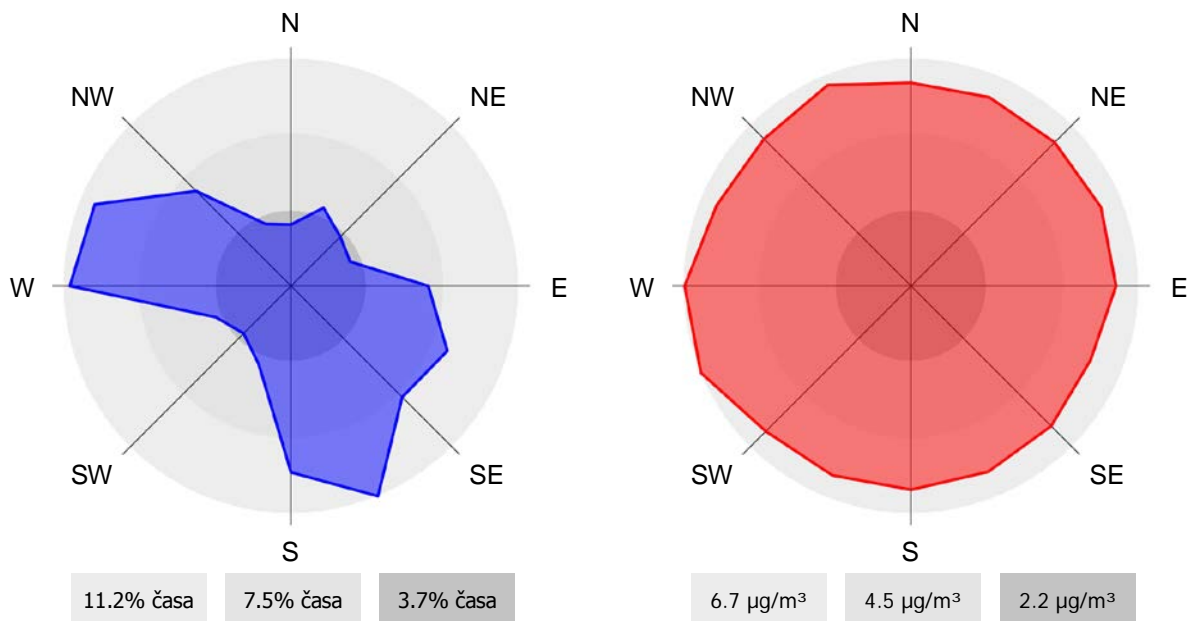 N
NW
NE
W
E
SW
SE
S
11.2% časa
7.5% časa
3.7% časa
N
NW
NE
W
E
SW
SE
S
6.7 µg/m³
4.5 µg/m³
2.2 µg/m³